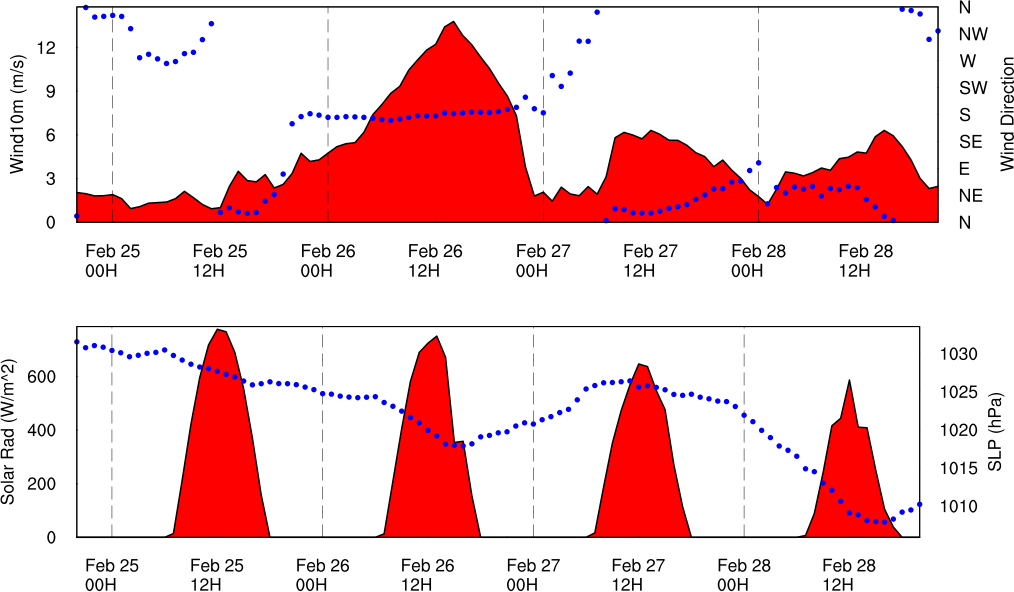 N
NW
W
SW
S
SE
E
NE
N
12
9
6
3
0
Wind10m (m/s)
Wind Direction
Feb 25 Feb 25 Feb 26 Feb 26 Feb 27 Feb 27 Feb 28 Feb 28
00H 12H 00H 12H 00H 12H 00H 12H
600
400
200
0
Solar Rad (W/m^2)
1030
1025
1020
1015
1010
SLP (hPa)
Feb 25 Feb 25 Feb 26 Feb 26 Feb 27 Feb 27 Feb 28 Feb 28
00H 12H 00H 12H 00H 12H 00H 12H